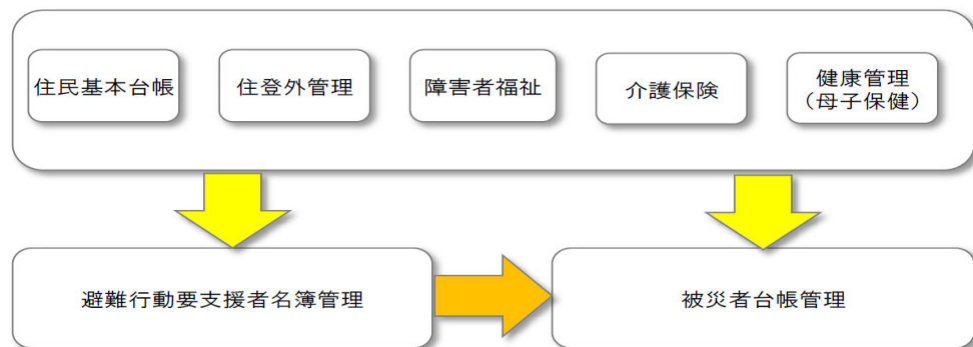 住民基本台帳
住登外管理
障害者福祉
介護保険
健康管理
（母子保健）
避難行動要支援者名簿管理
被災者台帳管理